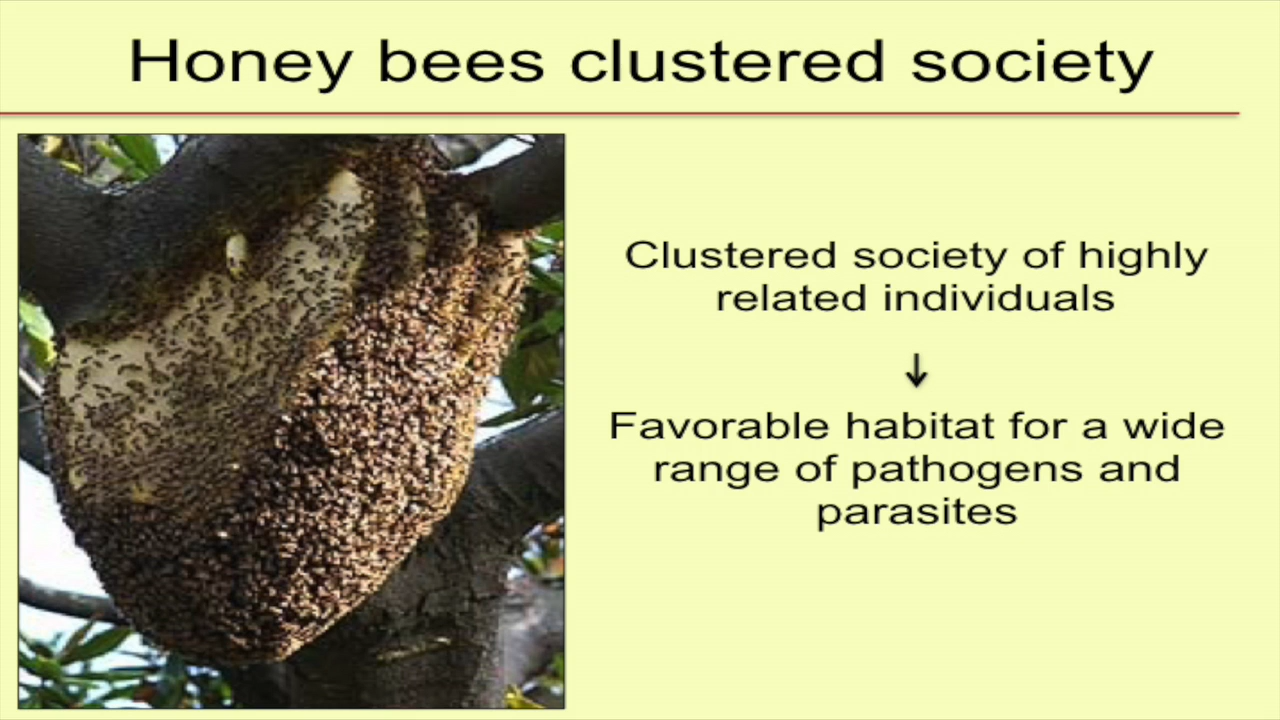 Honey bees clustered society
Clustered society of highly
related individuals
↓
Favorable habitat for a wide
range of pathogens and
parasites